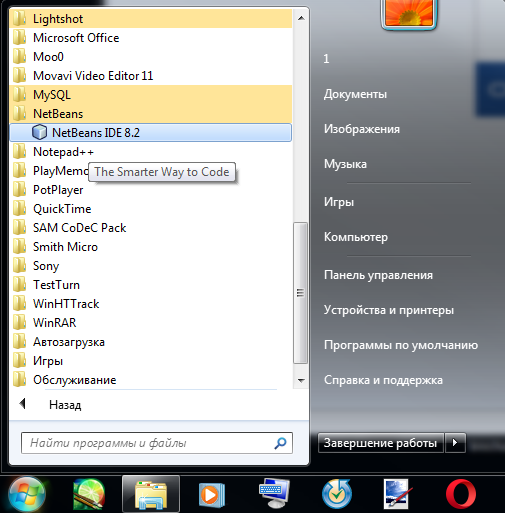 Lightshot
Microsoft Office
Moo0
Movavi Video Editor 11
MySQL
NetBeans
NetBeans IDE 8.2
Notepad++
PlayMemo
The Smarter Way to Code
PotPlayer
QuickTime
SAM CoDeC Pack
Smith Micro
Sony
TestTurn
WinHTTrack
WinRAR
Автозагрузка
Игры
Обслуживание
Назад
Найти программы и файлы
1
Документы
Изображения
Музыка
Игры
Компьютер
Панель управления
Устройства и принтеры
Программы по умолчанию
Справка и поддержка
Завершение работы